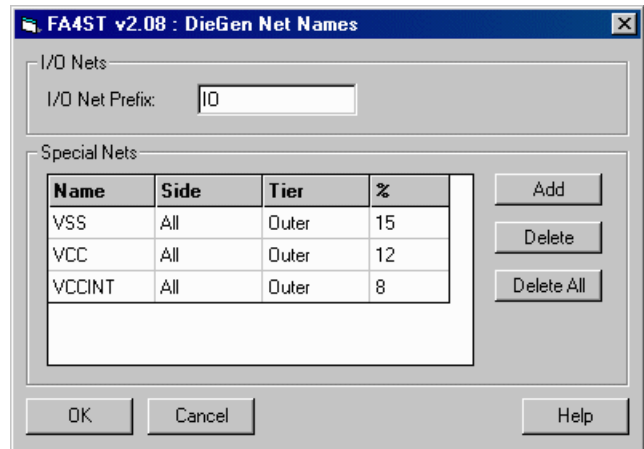 FA4ST v2.08 : DieGen Net Names
I/O Nets
I/O Net Prefix: IO
Special Nets
Name Side Tier %
VSS All Outer 15
VCC All Outer 12
VCCINT All Outer 8
Add
Delete
Delete All
OK Cancel Help